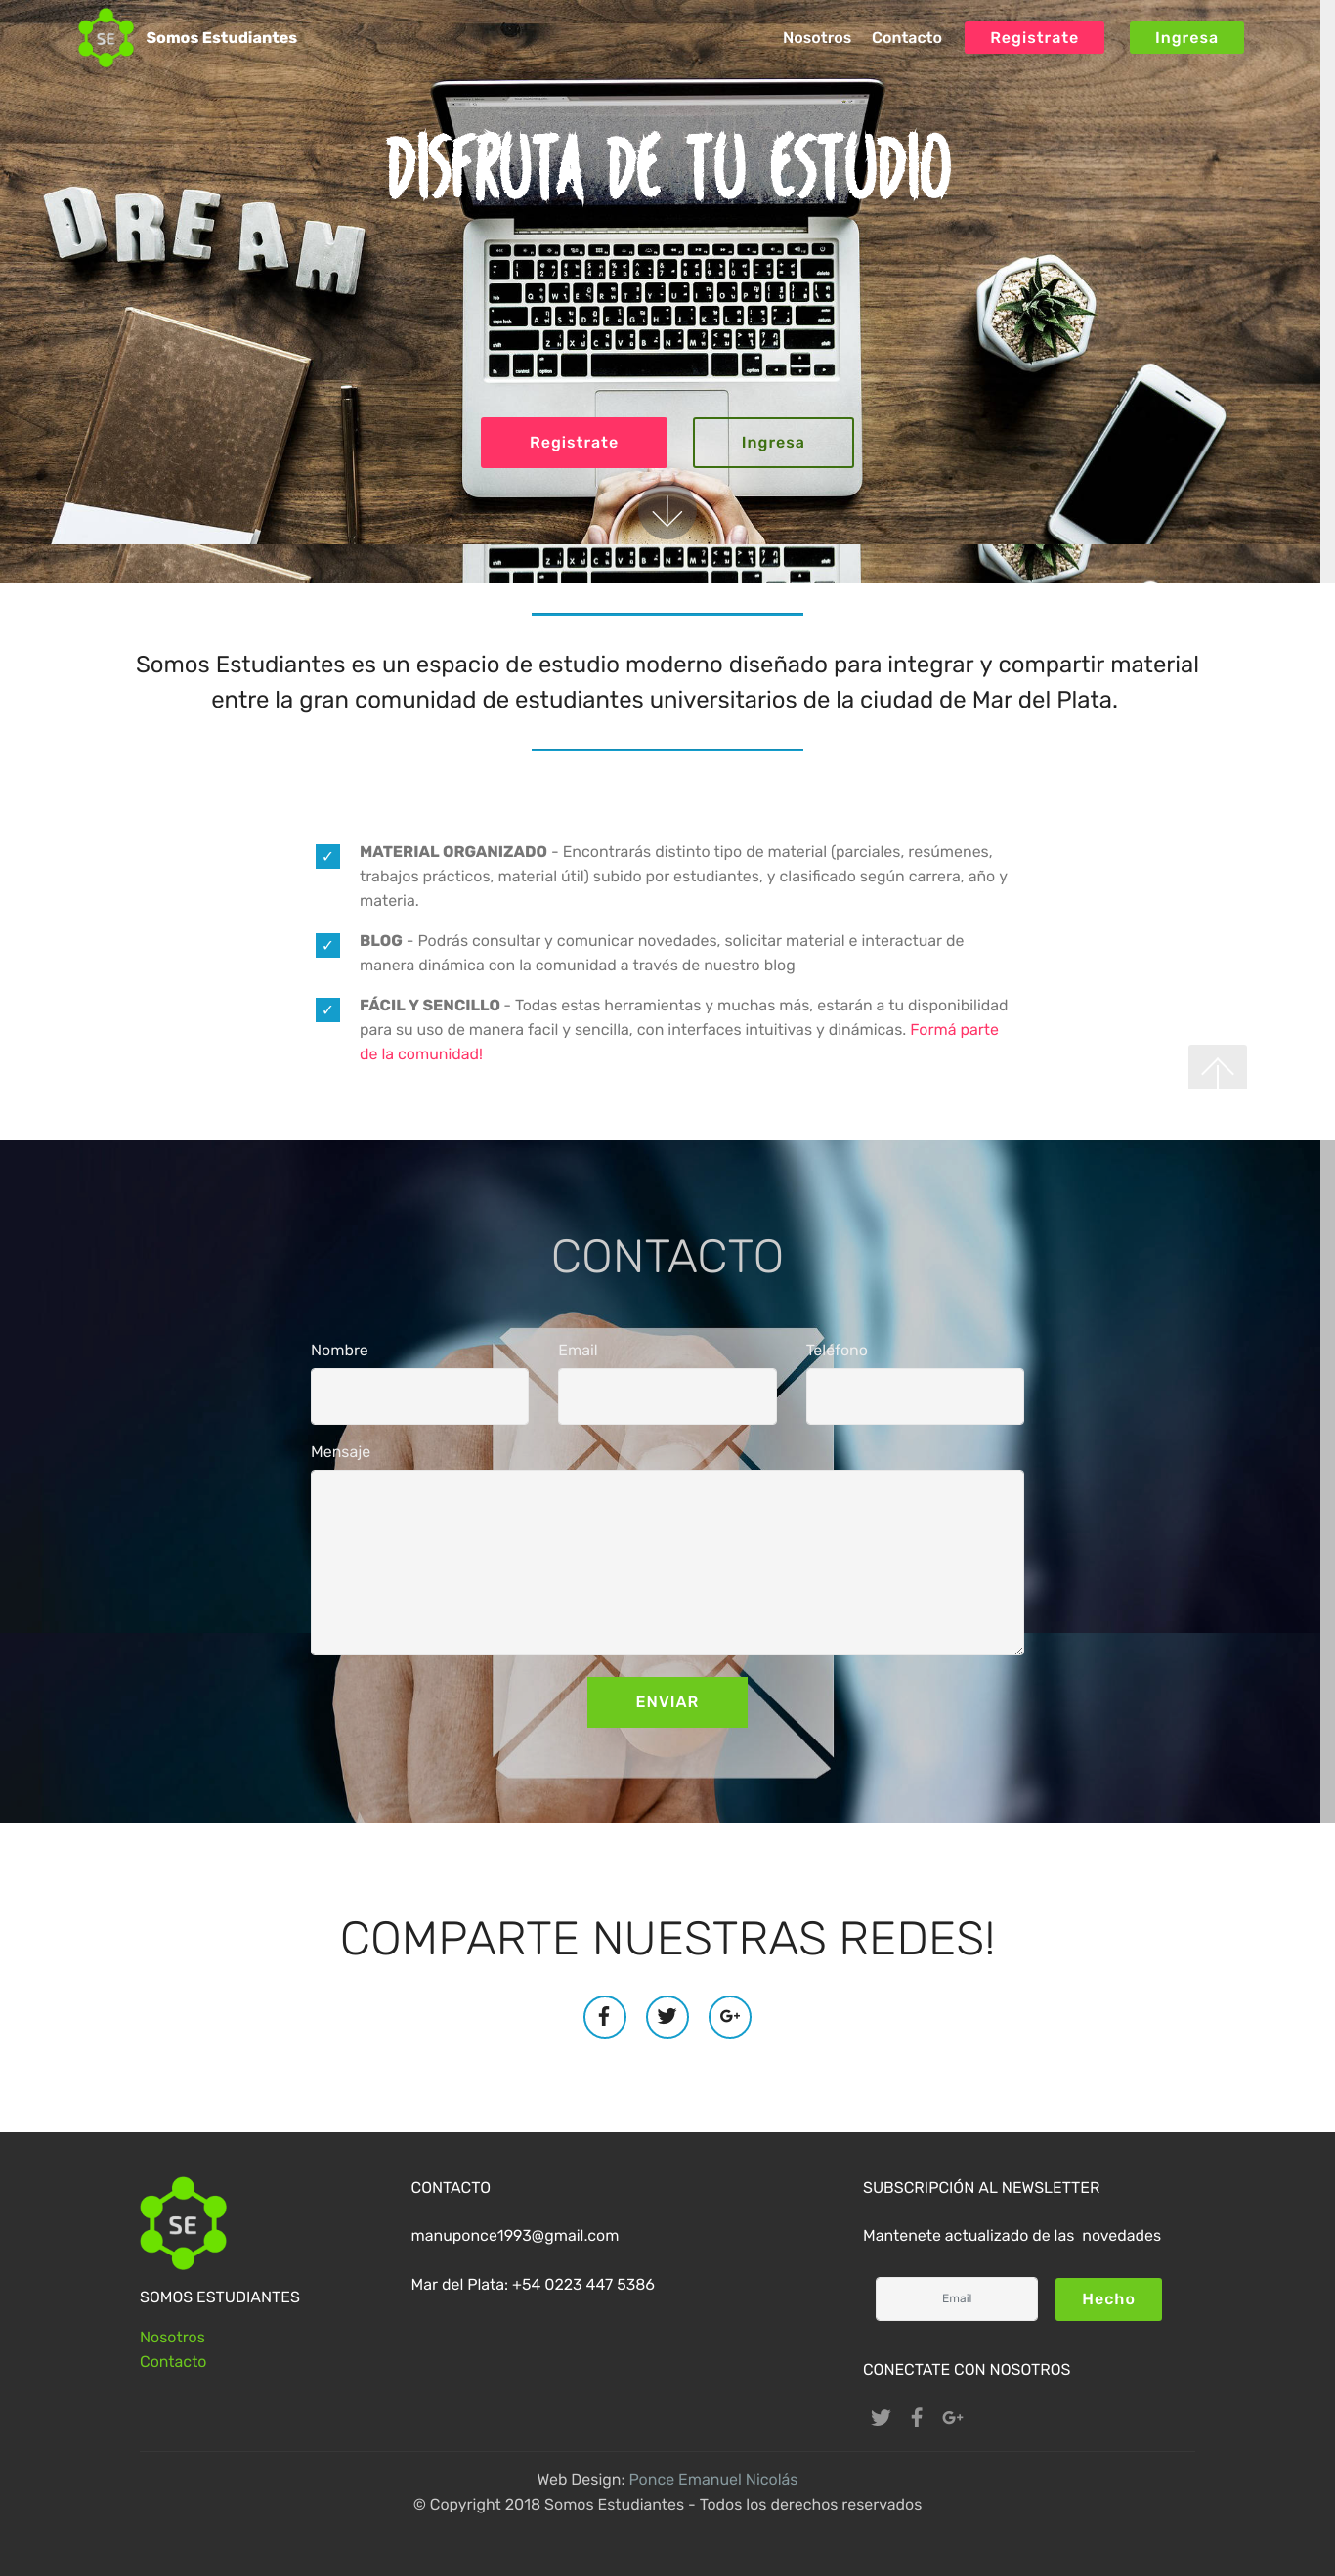 SE
Somos Estudiantes
Nosotros
Contacto
Registrate
Ingresa
DISFRUTA DE TU ESTUDIO
DREAM
Registrate
Ingresa
Somos Estudiantes es un espacio de estudio moderno diseñado para integrar y compartir material
entre la gran comunidad de estudiantes universitarios de la ciudad de Mar del Plata.
✓ MATERIAL ORGANIZADO - Encontrarás distinto tipo de material (parciales, resúmenes,
trabajos prácticos, material útil) subido por estudiantes, y clasificado según carrera, año y
materia.
✓ BLOG - Podrás consultar y comunicar novedades, solicitar material e interactuar de
manera dinámica con la comunidad a través de nuestro blog
✓ FÁCIL Y SENCILLO - Todas estas herramientas y muchas más, estarán a tu disponibilidad
para su uso de manera facil y sencilla, con interfaces intuitivas y dinámicas. Formá parte
de la comunidad!
CONTACTO
Nombre
Email
Teléfono
Mensaje
ENVIAR
COMPARTE NUESTRAS REDES!
SE
SOMOS ESTUDIANTES
Nosotros
Contacto
CONTACTO
manuponce1993@gmail.com
Mar del Plata: +54 0223 447 5386
SUBSCRIPCIÓN AL NEWSLETTER
Mantenete actualizado de las  novedades
Email
Hecho
CONECTATE CON NOSOTROS
Web Design: Ponce Emanuel Nicolás
© Copyright 2018 Somos Estudiantes - Todos los derechos reservados